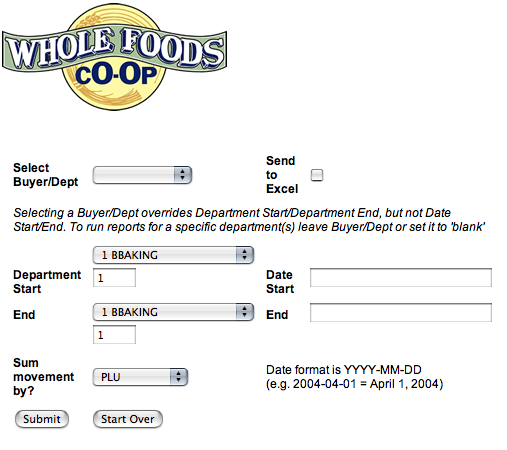 WHOLE FOODS
CO-OP
Select
Buyer/Dept
Send
to
Excel
Selecting a Buyer/Dept overrides Department Start/Department End, but not Date
Start/End. To run reports for a specific department(s) leave Buyer/Dept or set it to 'blank'
1 BBAKING
Department
Start
1
Date
Start
End
1 BBAKING
End
1
Sum
movement
by?
PLU
Date format is YYYY-MM-DD
(e.g. 2004-04-01 = April 1, 2004)
Submit
Start Over